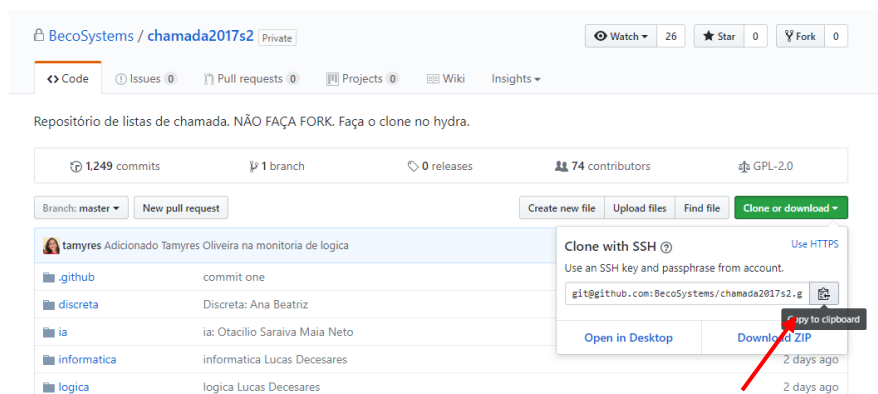 BecoSystems / chamada2017s2 Private
Watch 26 Star 0 Fork 0
Code Issues 0 Pull requests 0 Projects 0 Wiki Insights
Repositório de listas de chamada. NÃO FAÇA FORK. Faça o clone no hydra.
1,249 commits 1 branch 0 releases 74 contributors GPL-2.0
Branch: master New pull request Create new file Upload files Find file Clone or download
tamyres Adicionado Tamyres Oliveira na monitoria de logica
Clone with SSH Use HTTPS
Use an SSH key and passphrase from account.
git@github.com:BecoSystems/chamada2017s2.g
Copy to clipboard
Open in Desktop Download ZIP
.github commit one
discreta Discreta: Ana Beatriz
ia ia: Otacilio Saraiva Maia Neto
informatica informatica Lucas Decesares 2 days ago
logica logica Lucas Decesares 2 days ago